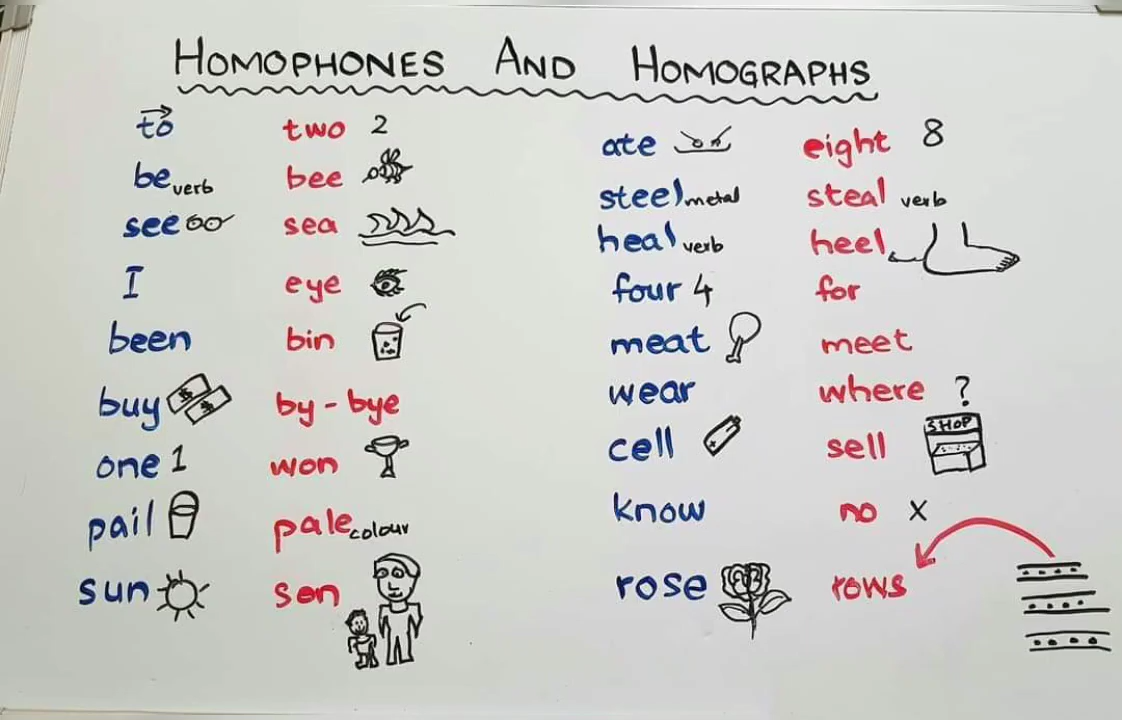 HOMOPHONES AND HOMOGRAPHS
to two 2
be verb bee
see sea
I eye
been bin
buy $ $ by - bye
one 1 won
pail pale colour
sun son
ate eight 8
steel metal steal verb
heal verb heel
four 4 for
meat meet
wear where ?
cell sell SHOP
know no x
rose rows